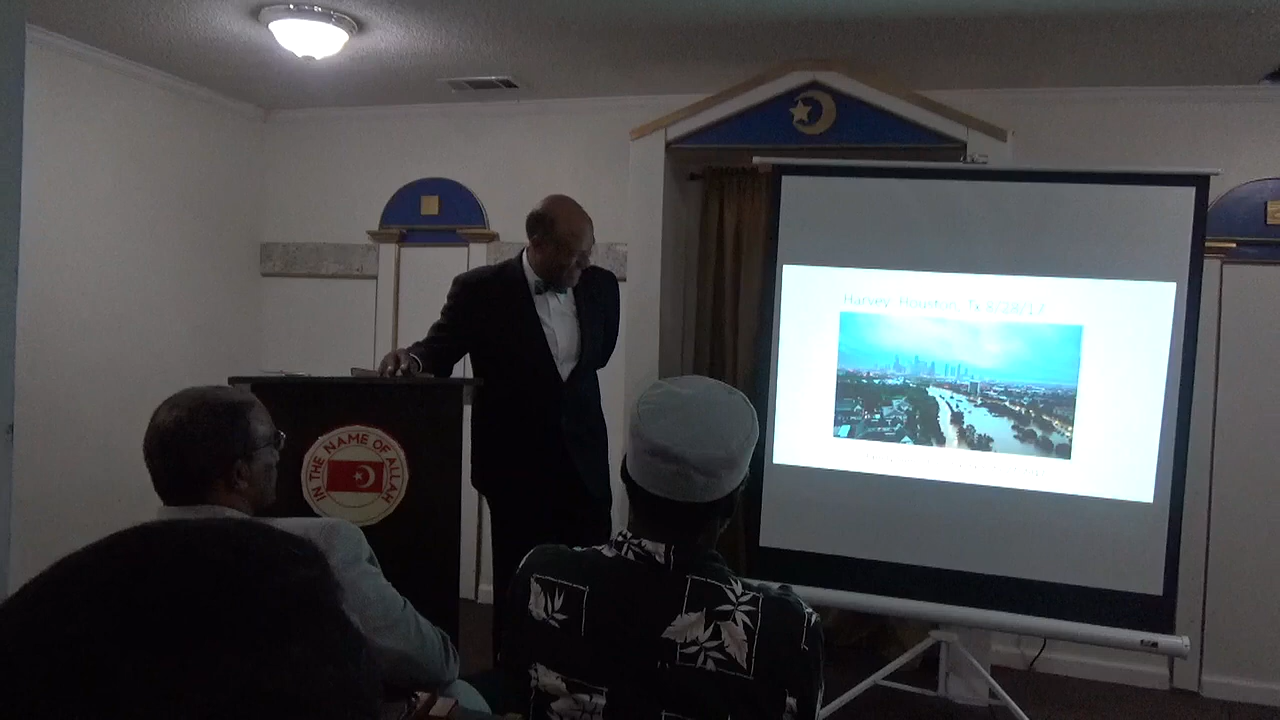 IN THE NAME OF ALLAH
Harvey: Houston, Tx 8/28/17